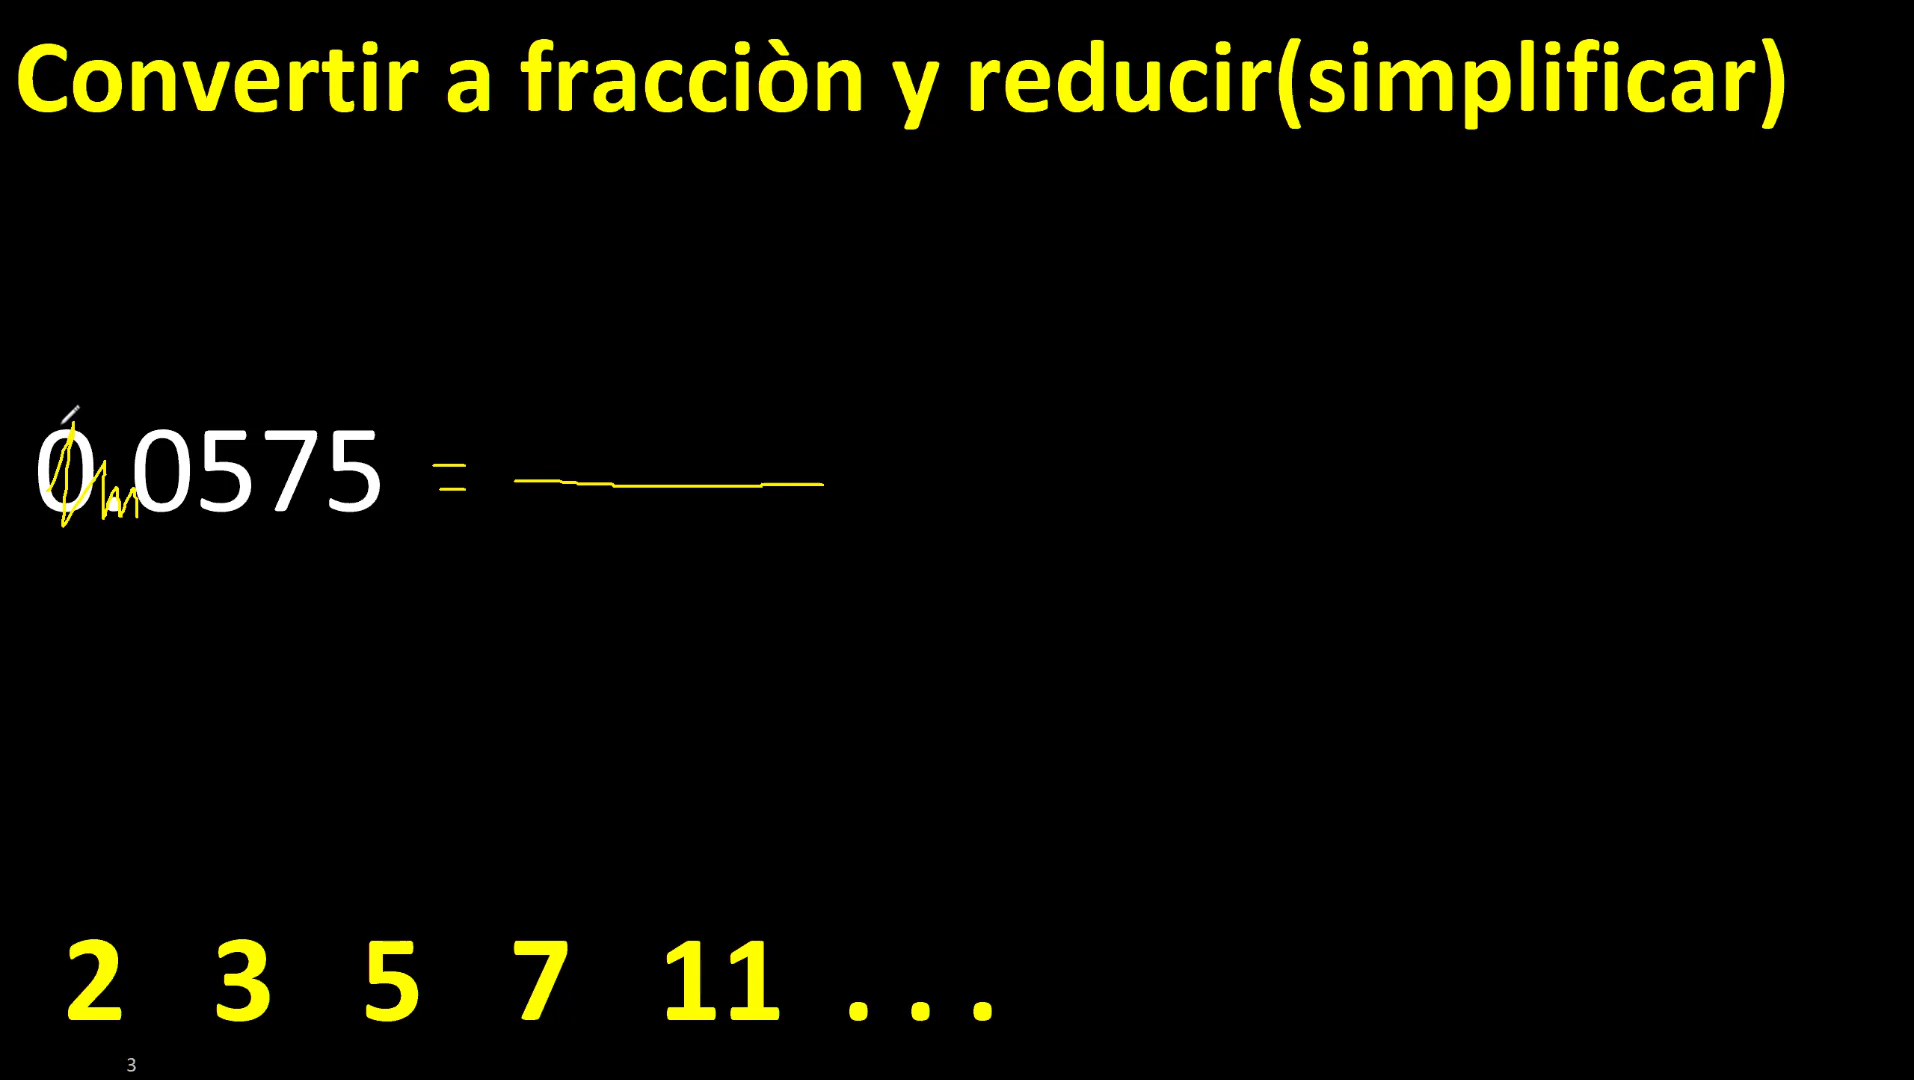 Convertir a fracciòn y reducir(simplificar)
0.0575 =
2 3 5 7 11 . . .
3